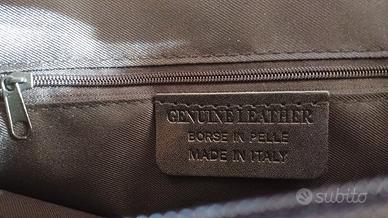 GENUINE LEATHER
BORSE IN PELLE
MADE IN ITALY
subito